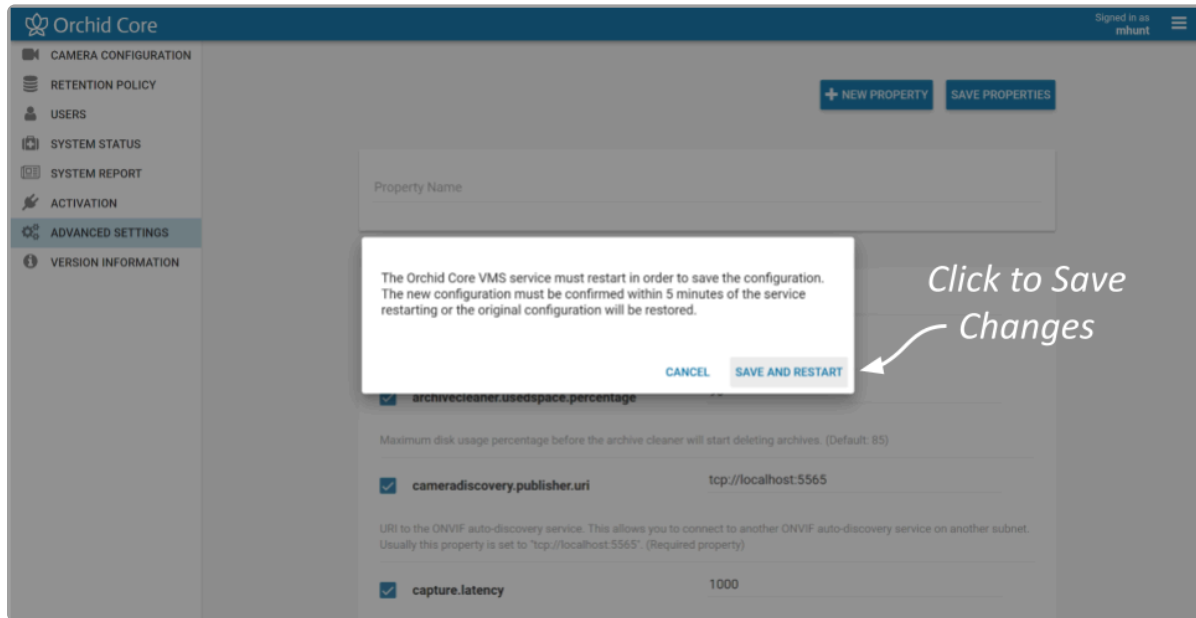 Orchid Core
Signed in as
mhunt
CAMERA CONFIGURATION
RETENTION POLICY
USERS
SYSTEM STATUS
SYSTEM REPORT
ACTIVATION
ADVANCED SETTINGS
VERSION INFORMATION
NEW PROPERTY
SAVE PROPERTIES
Property Name
The Orchid Core VMS service must restart in order to save the configuration.
The new configuration must be confirmed within 5 minutes of the service
restarting or the original configuration will be restored.
CANCEL
SAVE AND RESTART
Click to Save
Changes
archivecleaner.usedspace.percentage
Maximum disk usage percentage before the archive cleaner will start deleting archives. (Default: 85)
cameradiscovery.publisher.uri
tcp://localhost:5565
URI to the ONVIF auto-discovery service. This allows you to connect to another ONVIF auto-discovery service on another subnet.
Usually this property is set to "tcp://localhost:5565". (Required property)
capture.latency
1000